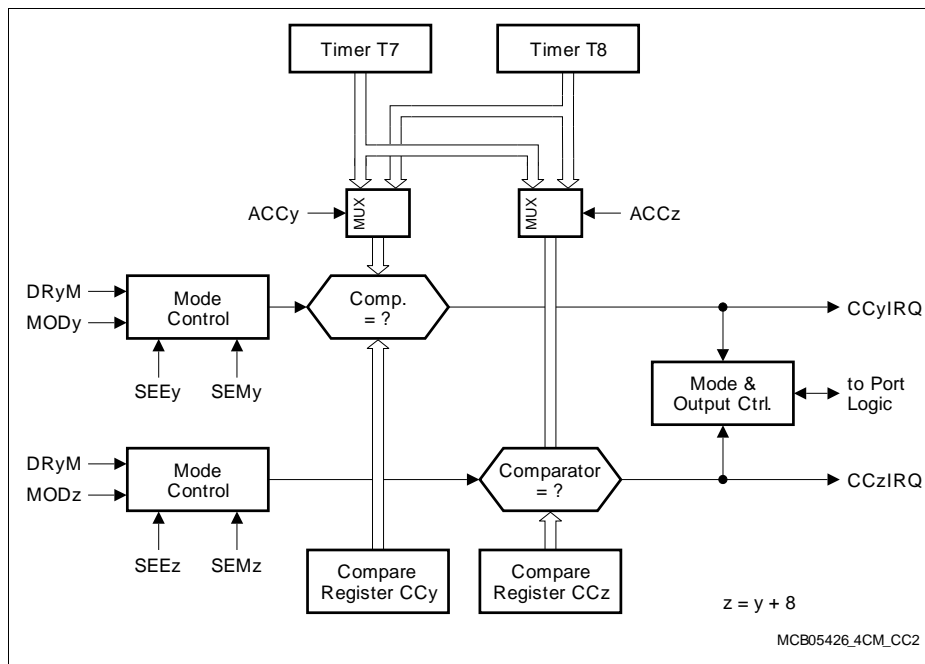 Timer T7
Timer T8
ACCy
MUX
MUX
ACCz
DRyM
MODy
Mode
Control
Comp.
= ?
CCyIRQ
SEEy
SEMy
Mode &
Output Ctrl.
to Port
Logic
DRyM
MODz
Mode
Control
Comparator
= ?
CCzIRQ
SEEz
SEMz
Compare
Register CCy
Compare
Register CCz
z = y + 8
MCB05426_4CM_CC2